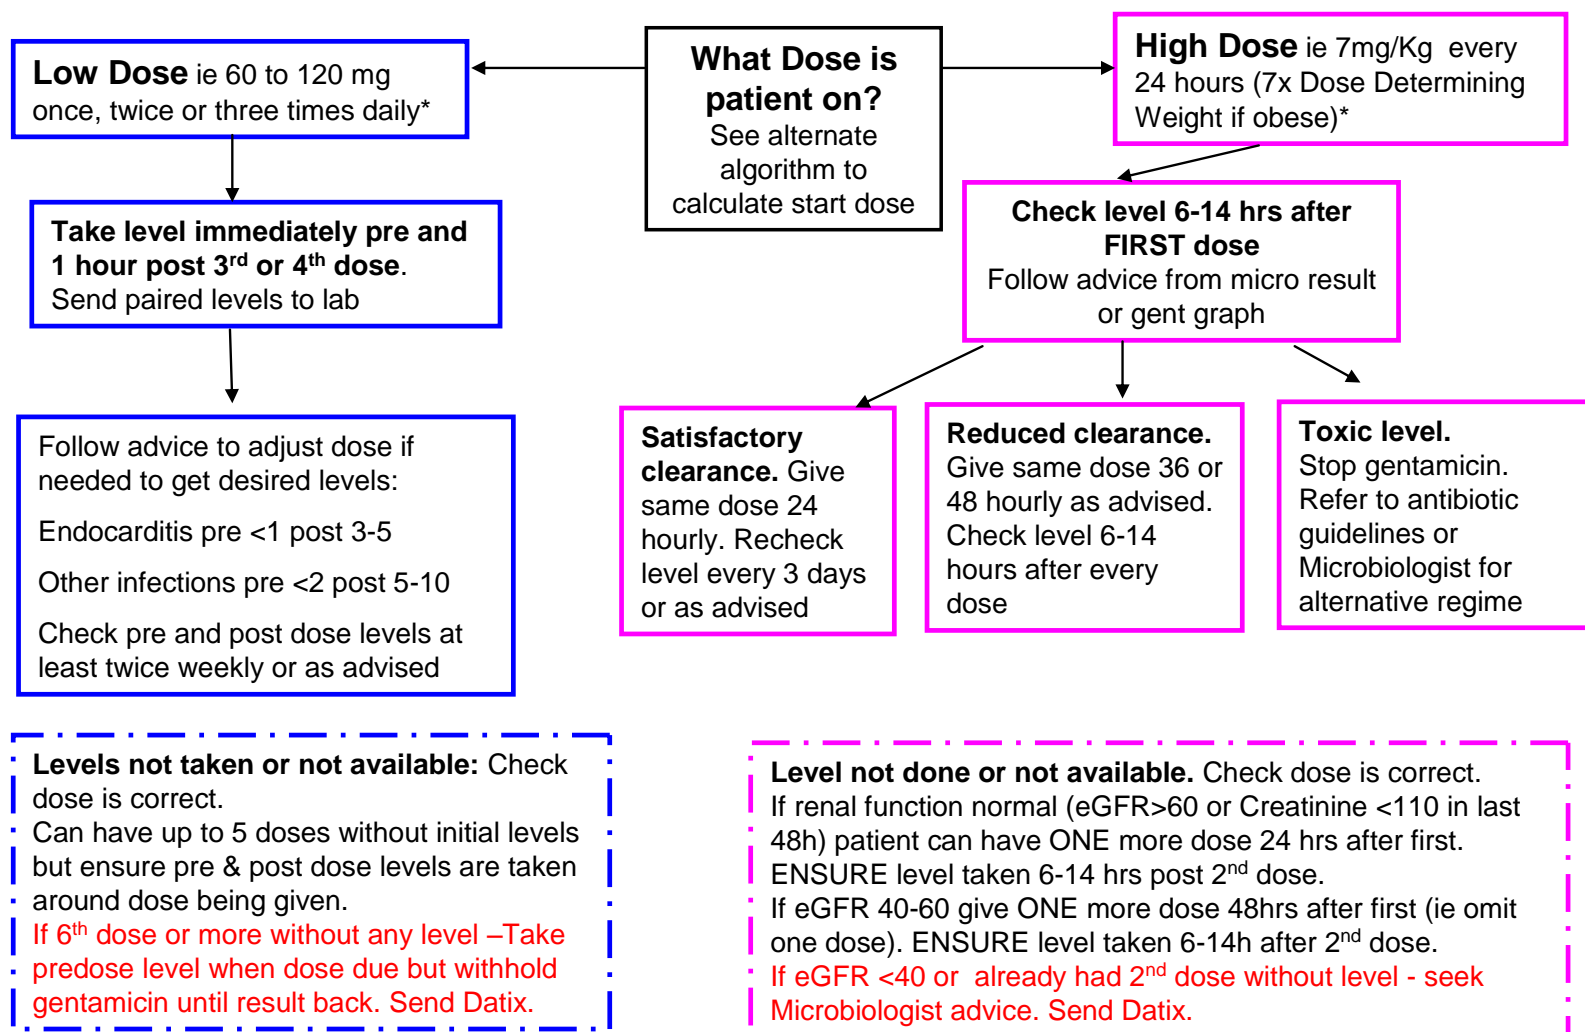 Low Dose ie 60 to 120 mg
once, twice or three times daily*
What Dose is
patient on?
See alternate
algorithm to
calculate start dose
High Dose ie 7mg/Kg  every
24 hours (7x Dose Determining
Weight if obese)*
Take level immediately pre and
1 hour post 3rd or 4th dose.
Send paired levels to lab
Check level 6-14 hrs after
FIRST dose
Follow advice from micro result
or gent graph
Follow advice to adjust dose if
needed to get desired levels:
Endocarditis pre <1 post 3-5
Other infections pre <2 post 5-10
Check pre and post dose levels at
least twice weekly or as advised
Satisfactory
clearance. Give
same dose 24
hourly. Recheck
level every 3 days
or as advised
Reduced clearance.
Give same dose 36 or
48 hourly as advised.
Check level 6-14
hours after every
dose
Toxic level.
Stop gentamicin.
Refer to antibiotic
guidelines or
Microbiologist for
alternative regime
Levels not taken or not available: Check
dose is correct.
Can have up to 5 doses without initial levels
but ensure pre & post dose levels are taken
around dose being given.
If 6th dose or more without any level –Take
predose level when dose due but withhold
gentamicin until result back. Send Datix.
Level not done or not available. Check dose is correct.
If renal function normal (eGFR>60 or Creatinine <110 in last
48h) patient can have ONE more dose 24 hrs after first.
ENSURE level taken 6-14 hrs post 2nd dose.
If eGFR 40-60 give ONE more dose 48hrs after first (ie omit
one dose). ENSURE level taken 6-14h after 2nd dose.
If eGFR <40 or  already had 2nd dose without level - seek
Microbiologist advice. Send Datix.